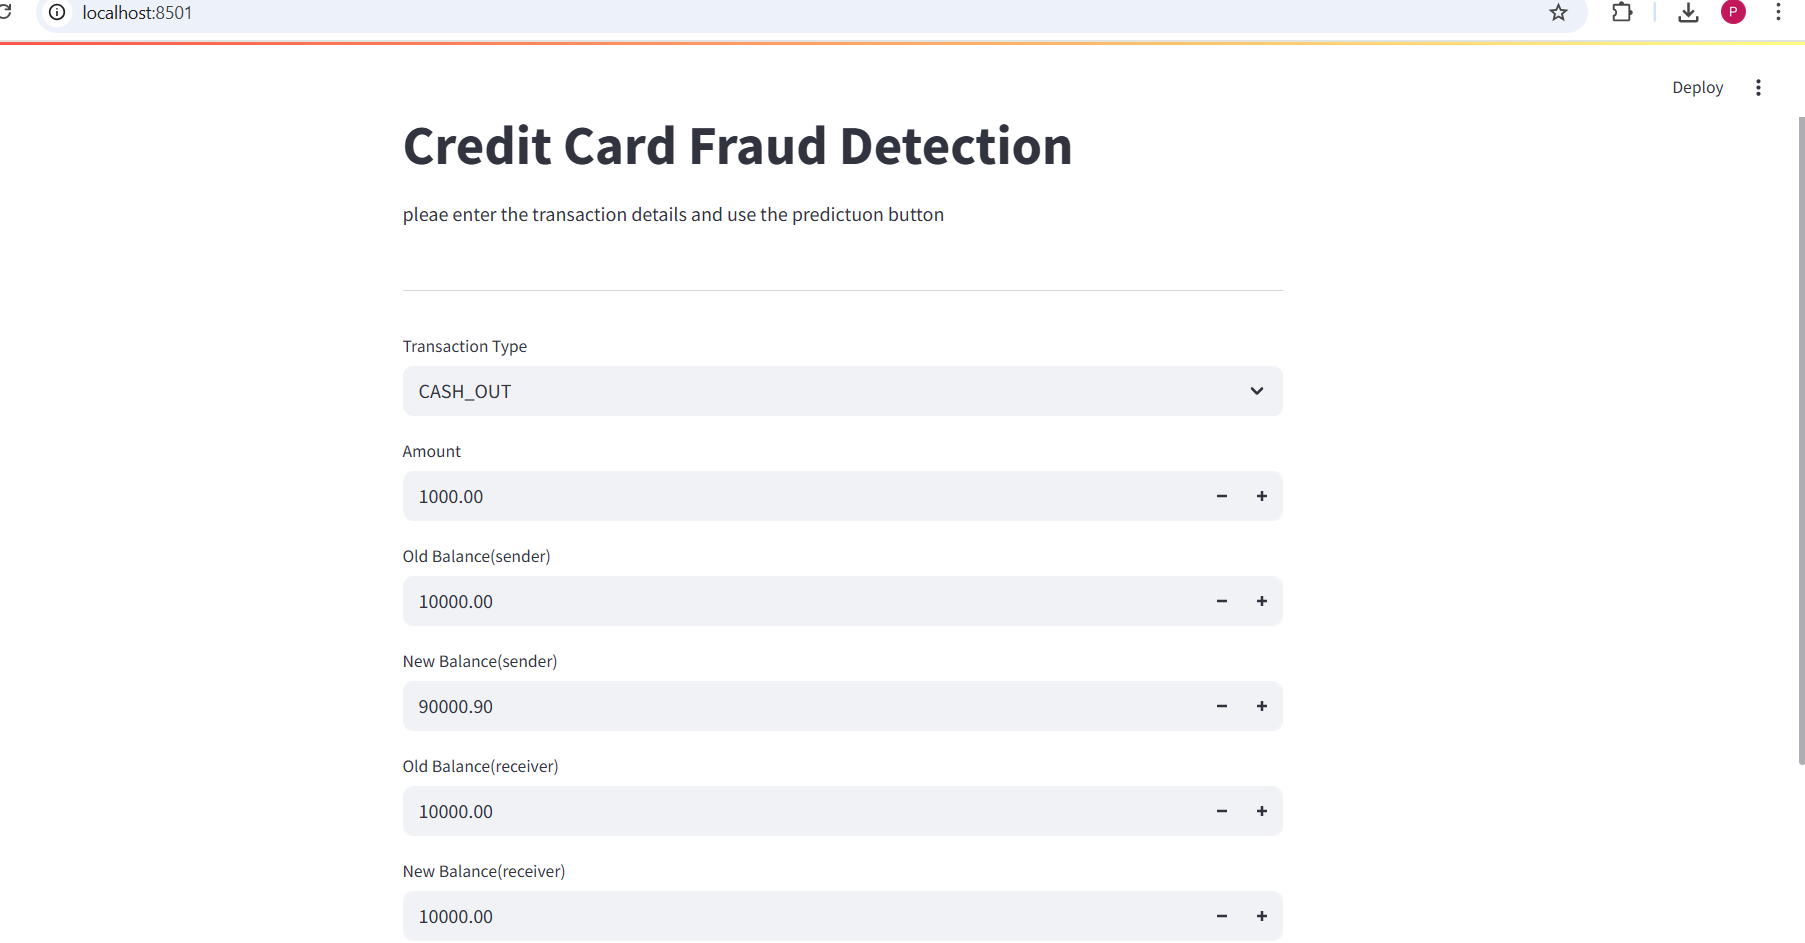 localhost:8501
P
Deploy
Credit Card Fraud Detection
pleae enter the transaction details and use the predictuon button
Transaction Type
CASH_OUT
Amount
1000.00
Old Balance(sender)
10000.00
New Balance(sender)
90000.90
Old Balance(receiver)
10000.00
New Balance(receiver)
10000.00